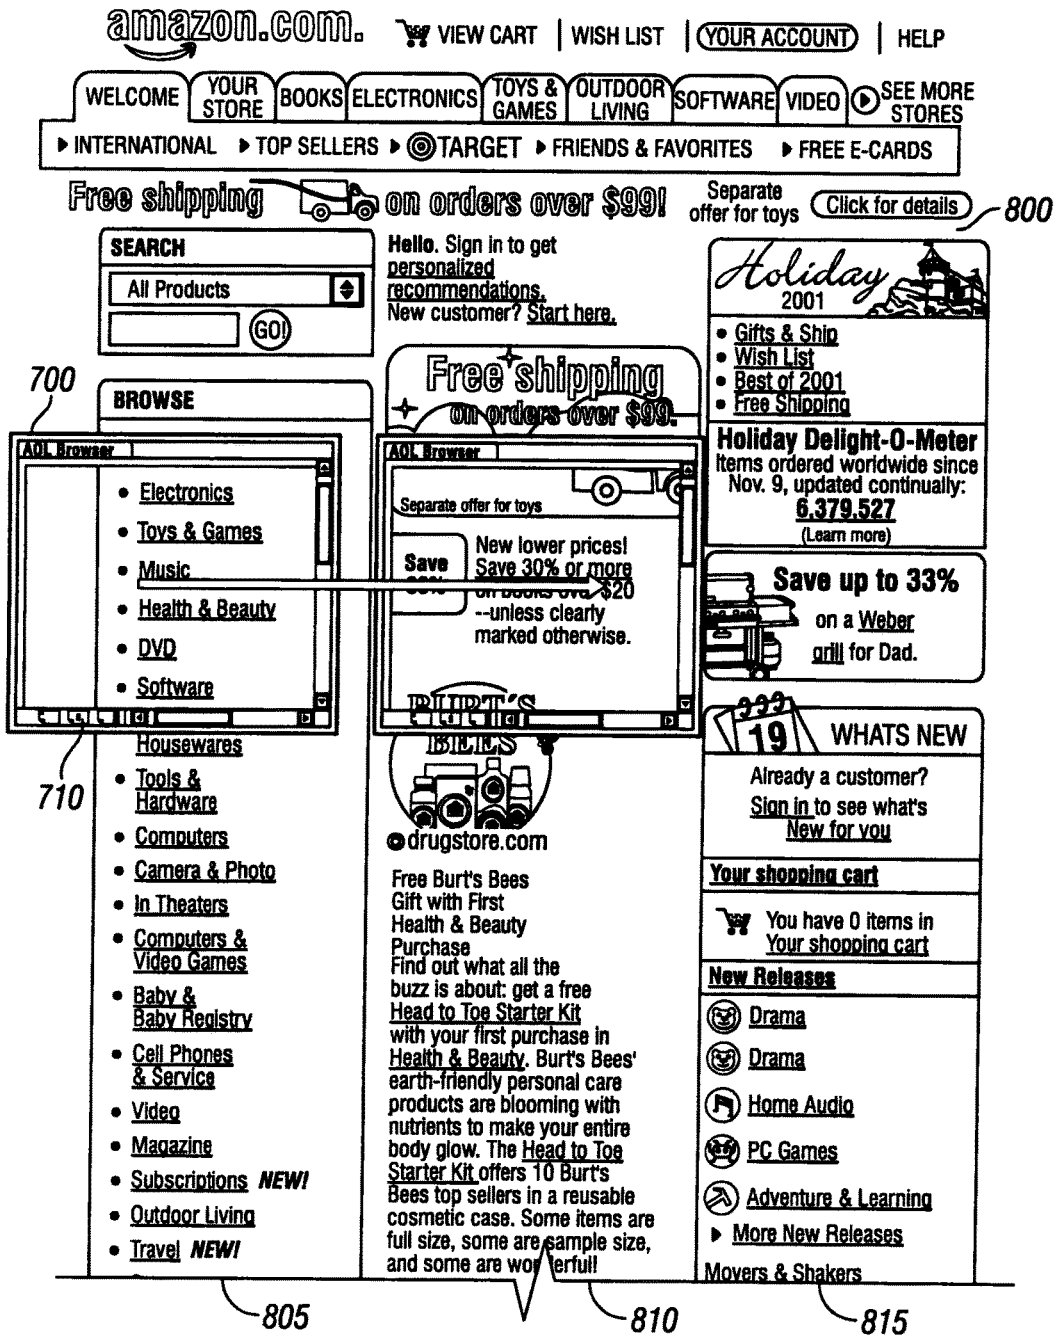 amazon.com.
VIEW CART | WISH LIST | YOUR ACCOUNT | HELP
WELCOME
YOUR STORE
BOOKS
ELECTRONICS
TOYS & GAMES
OUTDOOR LIVING
SOFTWARE
VIDEO
SEE MORE STORES
INTERNATIONAL
TOP SELLERS
TARGET
FRIENDS & FAVORITES
FREE E-CARDS
Free shipping on orders over $99!
Separate
offer for toys
Click for details
800
SEARCH
All Products
GO!
BROWSE
700
AOL Browser
• Electronics
• Toys & Games
• Music
• Health & Beauty
• DVD
• Software
710
Housewares
• Tools &
Hardware
• Computers
• Camera & Photo
• In Theaters
• Computers &
Video Games
• Baby &
Baby Registry
• Cell Phones
& Service
• Video
• Magazine
• Subscriptions NEW!
• Outdoor Living
• Travel NEW!
805
Hello. Sign in to get
personalized
recommendations.
New customer? Start here.
Free shipping
on orders over $99.
AOL Browser
Separate offer for toys
Save
New lower prices!
Save 30% or more
on books over $20
--unless clearly
marked otherwise.
BURT'S
BEES
drugstore.com
Free Burt's Bees
Gift with First
Health & Beauty
Purchase
Find out what all the
buzz is about: get a free
Head to Toe Starter Kit
with your first purchase in
Health & Beauty. Burt's Bees'
earth-friendly personal care
products are blooming with
nutrients to make your entire
body glow. The Head to Toe
Starter Kit offers 10 Burt's
Bees top sellers in a reusable
cosmetic case. Some items are
full size, some are sample size,
and some are wonderful!
810
Holiday
2001
• Gifts & Ship
• Wish List
• Best of 2001
• Free Shipping
Holiday Delight-O-Meter
Items ordered worldwide since
Nov. 9, updated continually:
6,379,527
(Learn more)
Save up to 33%
on a Weber
grill for Dad.
19
WHATS NEW
Already a customer?
Sign in to see what's
New for you
Your shopping cart
You have 0 items in
Your shopping cart
New Releases
Drama
Drama
Home Audio
PC Games
Adventure & Learning
More New Releases
Movers & Shakers
815